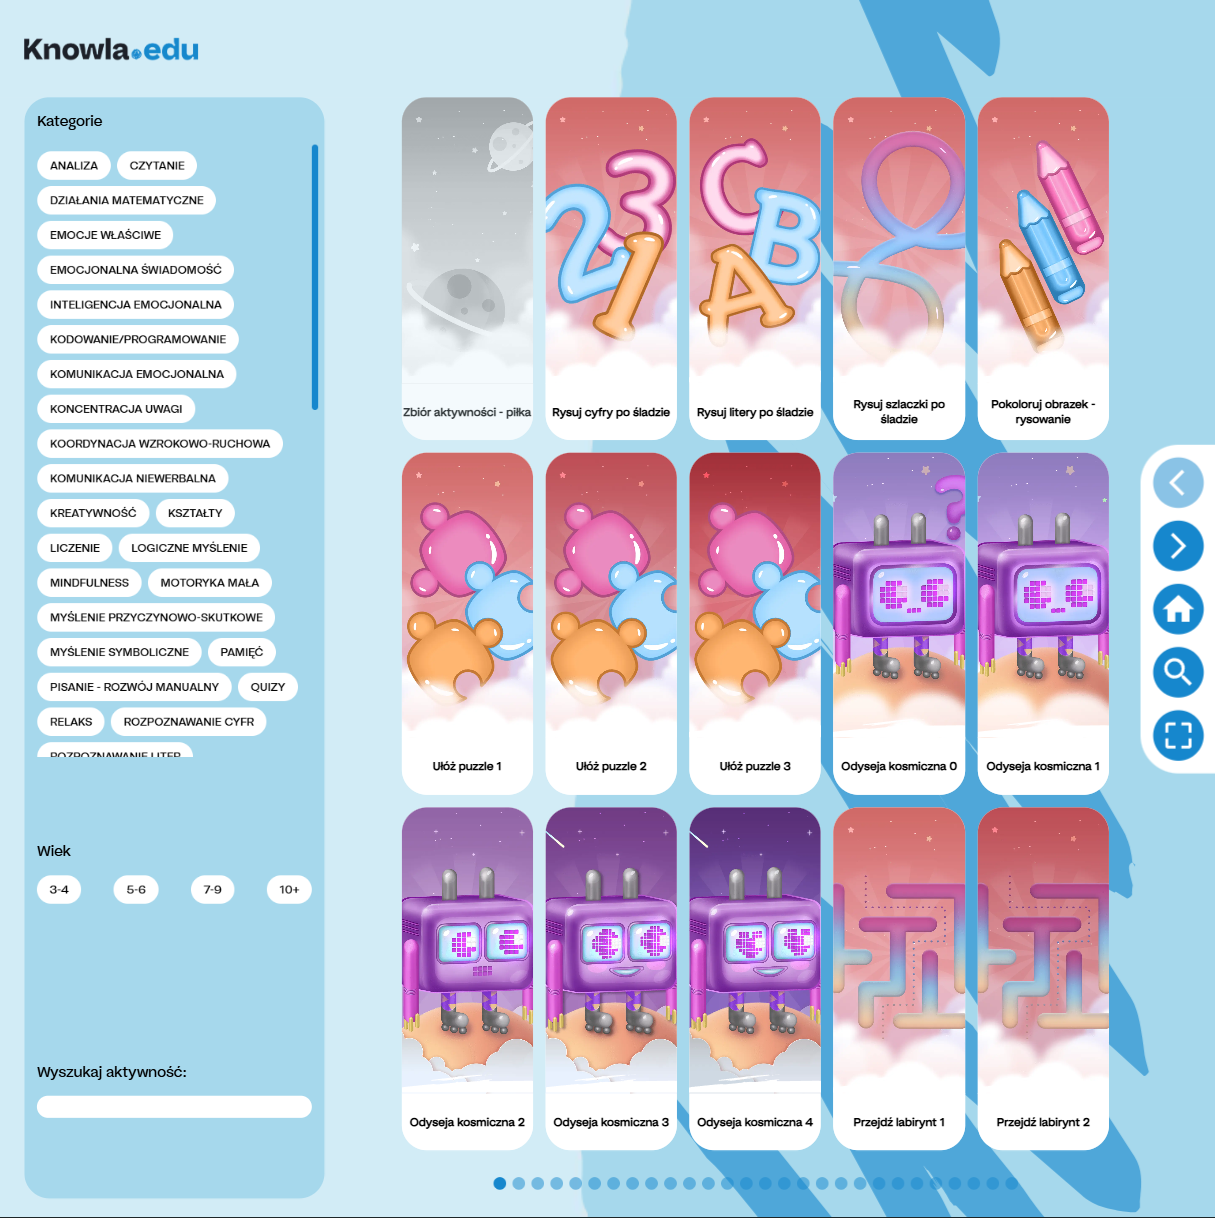 Knowla.edu
Kategorie
ANALIZA
CZYTANIE
DZIAŁANIA MATEMATYCZNE
EMOCJE WŁAŚCIWE
EMOCJONALNA ŚWIADOMOŚĆ
INTELIGENCJA EMOCJONALNA
KODOWANIE/PROGRAMOWANIE
KOMUNIKACJA EMOCJONALNA
KONCENTRACJA UWAGI
KOORDYNACJA WZROKOWO-RUCHOWA
KOMUNIKACJA NIEWERBALNA
KREATYWNOŚĆ
KSZTAŁTY
LICZENIE
LOGICZNE MYŚLENIE
MINDFULNESS
MOTORYKA MAŁA
MYŚLENIE PRZYCZYNOWO-SKUTKOWE
MYŚLENIE SYMBOLICZNE
PAMIĘĆ
PISANIE - ROZWÓJ MANUALNY
QUIZY
RELAKS
ROZPOZNAWANIE CYFR
ROZPOZNAWANIE LITER
Wiek
3-4
5-6
7-9
10+
Wyszukaj aktywność:
Zbiór aktywności - piłka
2 3 1
Rysuj cyfry po śladzie
C B A
Rysuj litery po śladzie
Rysuj szlaczki po
śladzie
Pokoloruj obrazek -
rysowanie
Ułóż puzzle 1
Ułóż puzzle 2
Ułóż puzzle 3
?
Odyseja kosmiczna 0
Odyseja kosmiczna 1
Odyseja kosmiczna 2
Odyseja kosmiczna 3
Odyseja kosmiczna 4
Przejdź labirynt 1
Przejdź labirynt 2